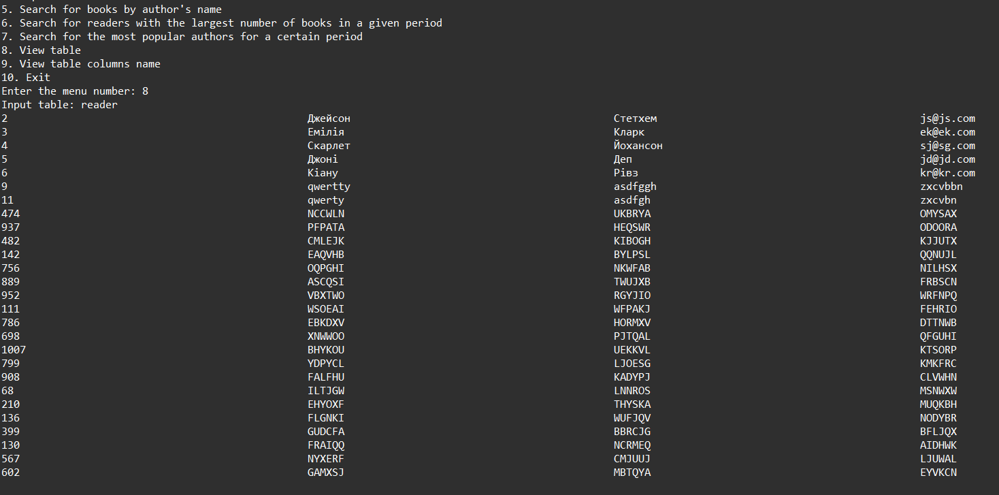 5. Search for books by author's name
6. Search for readers with the largest number of books in a given period
7. Search for the most popular authors for a certain period
8. View table
9. View table columns name
10. Exit
Enter the menu number: 8
Input table: reader
2 Джейсон Стетхем js@js.com
3 Емілія Кларк ek@ek.com
4 Скарлет Йохансон sj@sg.com
5 Джоні Деп jd@jd.com
6 Кіану Рівз kr@kr.com
9 qwertty asdfggh zxcvbbn
11 qwerty asdfgh zxcvbn
474 NCCWLN UKBRYA OMYSAX
937 PFPATA HEQSWR ODOORA
482 CMLEJK KIBOGH KJJUTX
142 EAQVHB BYLPSL QQNUJL
756 OQPGHI NKWFAB NILHSX
889 ASCQSI TWUJXB FRBSCN
952 VBXTWO RGYJIO WRFNPQ
111 WSOEAI WFPAKJ FEHRIO
786 EBKDXV HORMXV DTTNWB
698 XNWWOO PJTQAL QFGUHI
1007 BHYKOU UEKKVL KTSORP
799 YDPYCL LJOESG KMKFRC
908 FALFHU KADYPJ CLVWHN
68 ILTJGW LNNROS MSNWXW
210 EHYOXF THYSKA MUQKBH
136 FLGNKI WUFJQV NODYBR
399 GUDCFA BBRCJG BFLJQX
130 FRAIQQ NCRMEQ AIDHWK
567 NYXERF CMJUUJ LJUWAL
602 GAMXSJ MBTQYA EYVKCN